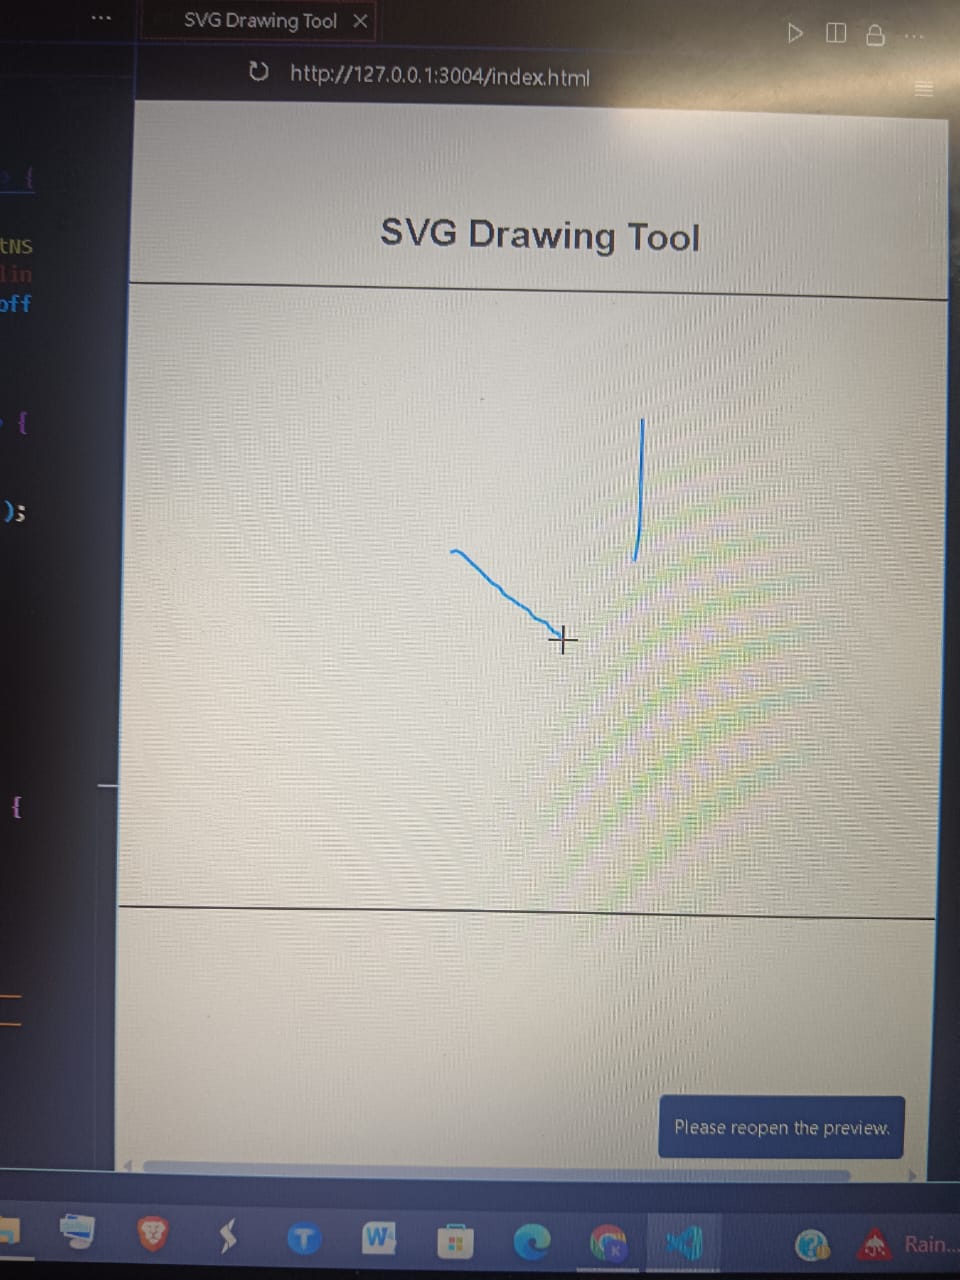 SVG Drawing Tool
http://127.0.0.1:3004/index.html
{
tNS
lin
off
{
);
{
SVG Drawing Tool
Please reopen the preview.
W
T
K
Rain...